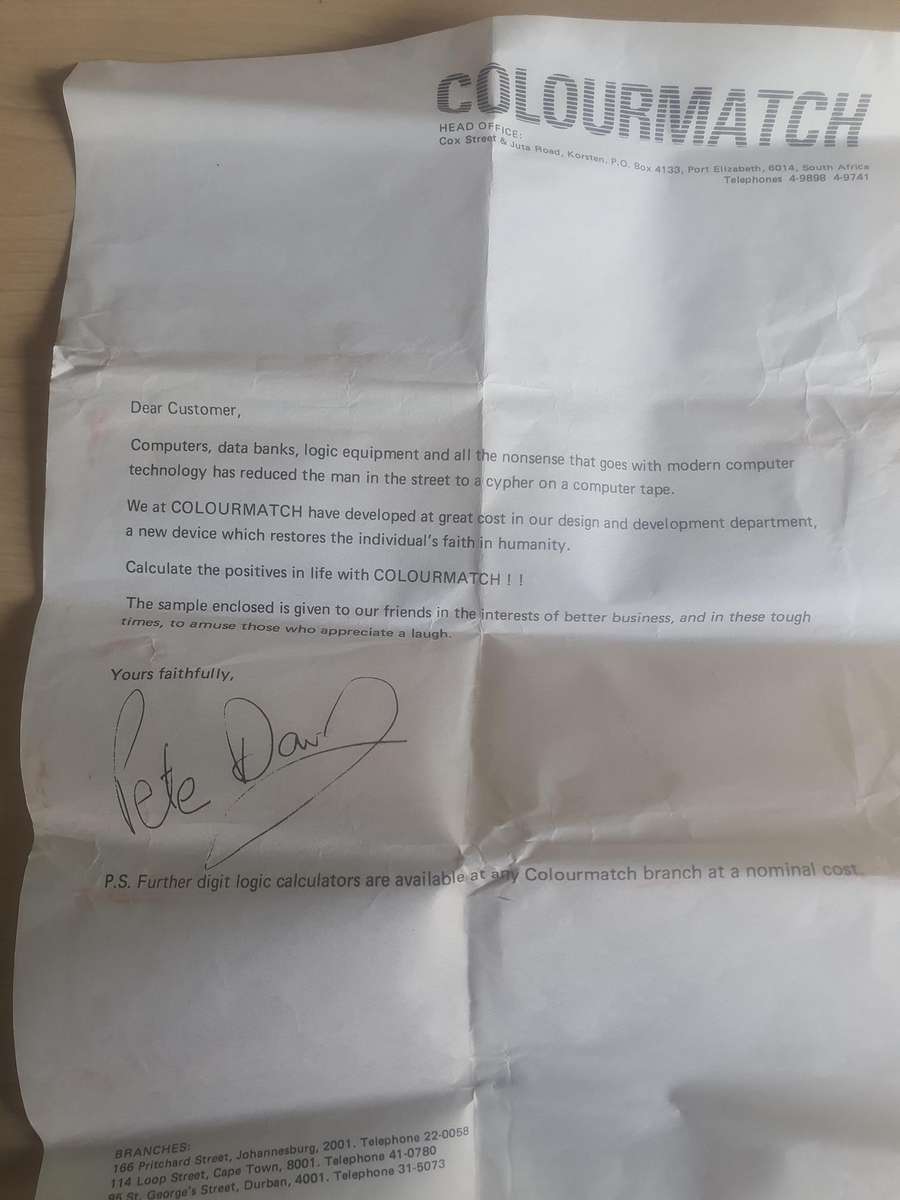 COLOURMATCH
HEAD OFFICE:
Cox Street & Juta Road, Korsten, P.O. Box 4133, Port Elizabeth, 6014, South Africa
Telephones 4-9898 4-9741
Dear Customer,
Computers, data banks, logic equipment and all the nonsense that goes with modern computer
technology has reduced the man in the street to a cypher on a computer tape.
We at COLOURMATCH have developed at great cost in our design and development department,
a new device which restores the individual's faith in humanity.
Calculate the positives in life with COLOURMATCH ! !
The sample enclosed is given to our friends in the interests of better business, and in these tough
times, to amuse those who appreciate a laugh.
Yours faithfully,
Pete
P.S. Further digit logic calculators are available at any Colourmatch branch at a nominal cost.
BRANCHES:
166 Pritchard Street, Johannesburg, 2001. Telephone 22-0058
114 Loop Street, Cape Town, 8001. Telephone 41-0780
St. George's Street, Durban, 4001. Telephone 31-5073